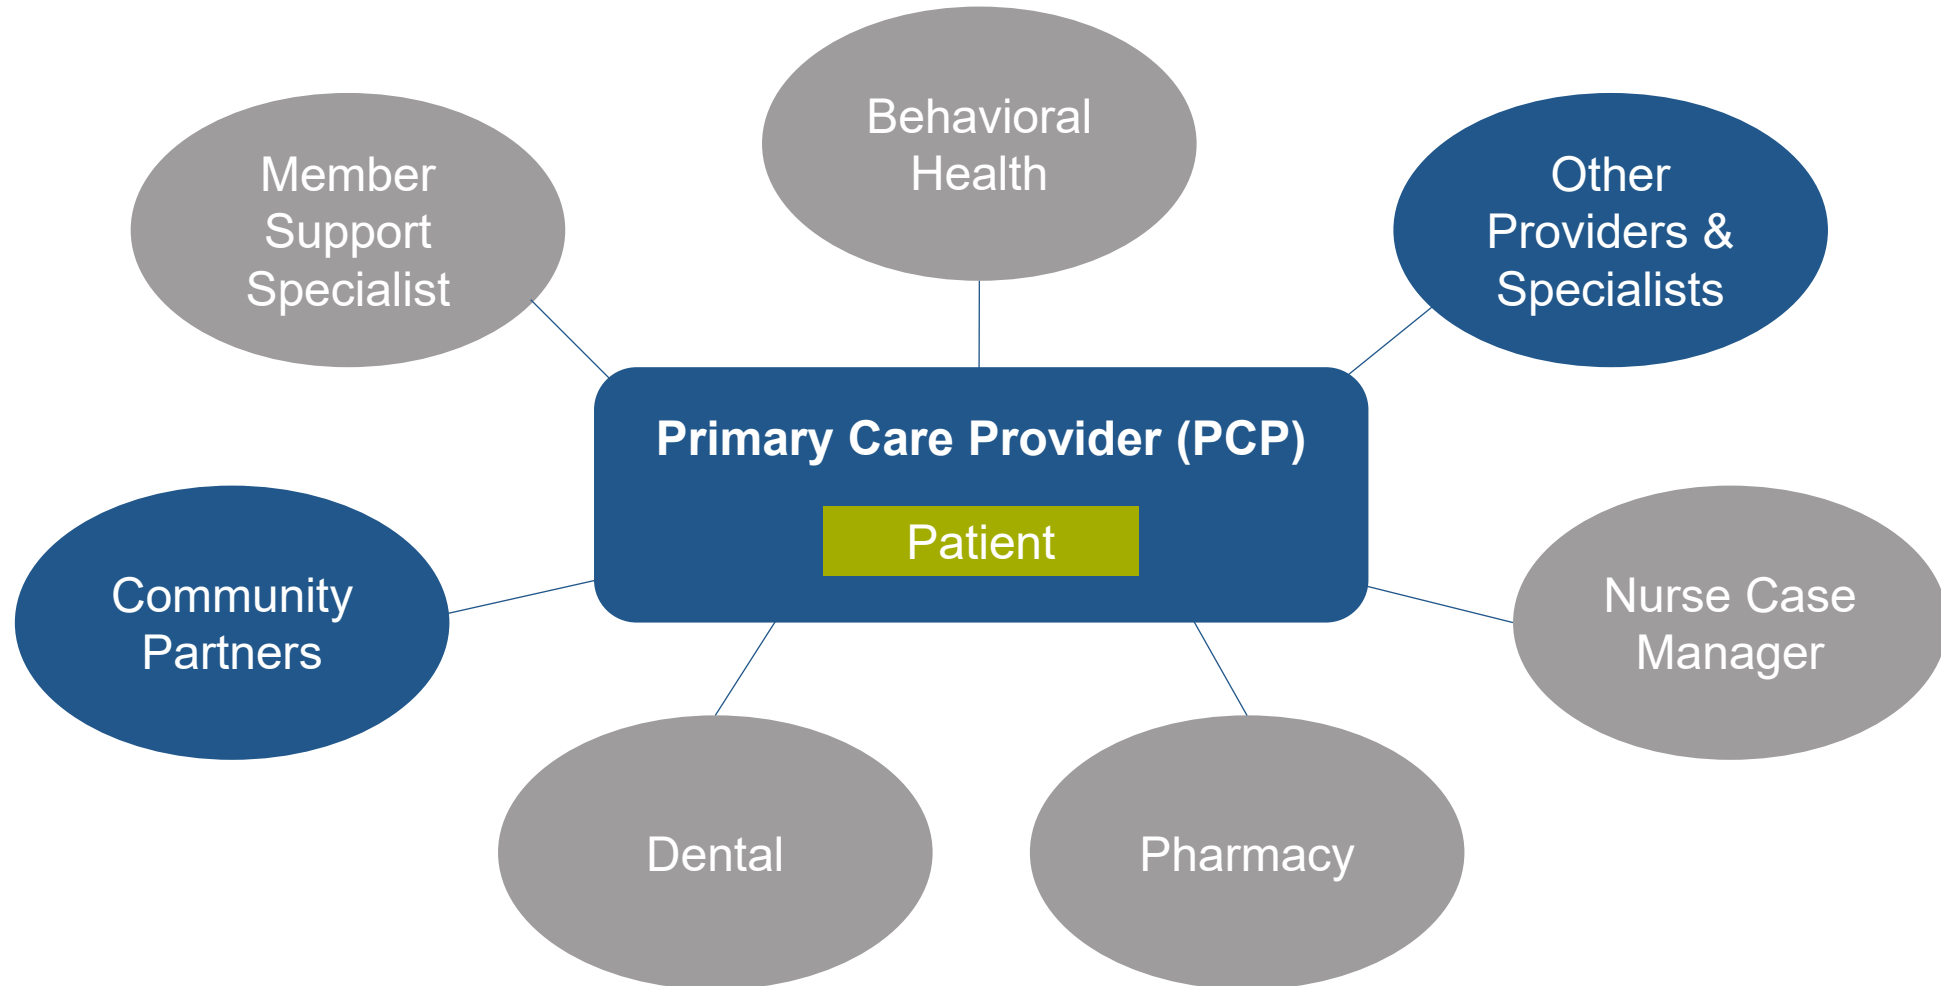 Behavioral
Health
Member
Support
Specialist
Other
Providers &
Specialists
Primary Care Provider (PCP)
Patient
Community
Partners
Nurse Case
Manager
Dental
Pharmacy